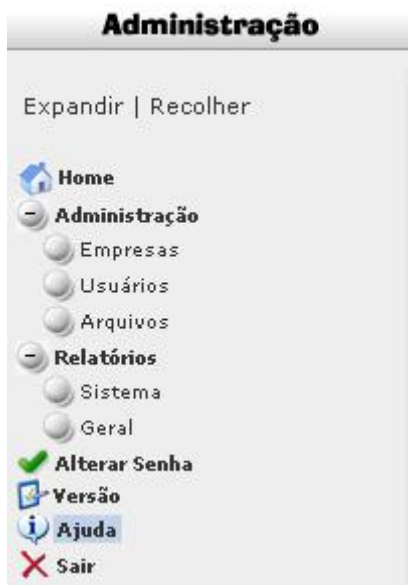 Administração
Expandir | Recolher
Home
Administração
Empresas
Usuários
Arquivos
Relatórios
Sistema
Geral
Alterar Senha
Versão
Ajuda
Sair